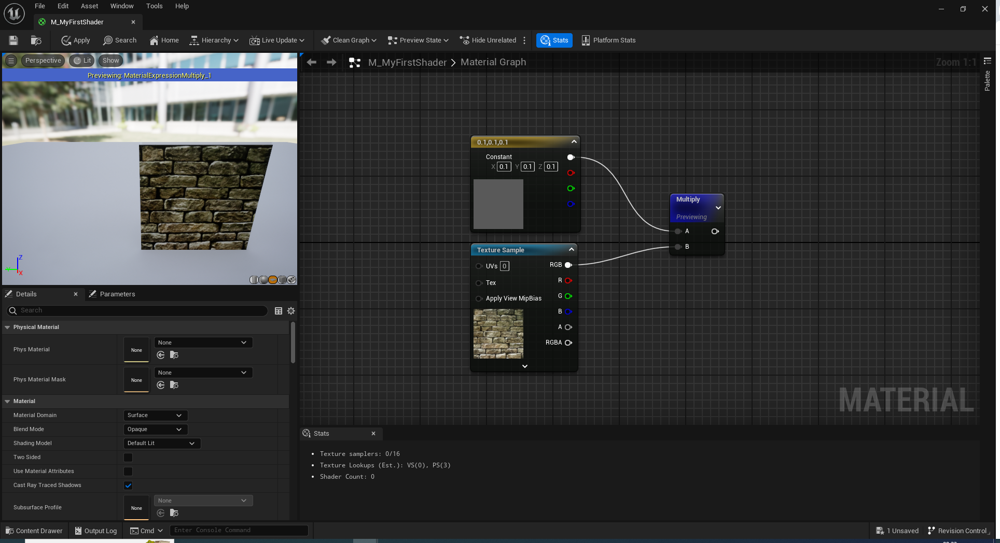 File Edit Asset Window Tools Help
M_MyFirstShader
Apply Search Home Hierarchy Live Update Clean Graph Preview State Hide Unrelated Stats Platform Stats
Perspective Lit Show
Previewing: MaterialExpressionMultiply_1
Z
X
M_MyFirstShader > Material Graph
Zoom 1:1
Palette
0.1,0.1,0.1
Constant
X 0.1 Y 0.1 Z 0.1
Multiply
Previewing
A
B
Texture Sample
UVs 0 RGB
R
Tex
G
Apply View MipBias
B
A
RGBA
MATERIAL
Details Parameters
Search
Physical Material
Phys Material None None
Phys Material Mask None None
Material
Material Domain Surface
Blend Mode Opaque
Shading Model Default Lit
Two Sided
Use Material Attributes
Cast Ray Traced Shadows
Subsurface Profile None None
Stats
• Texture samplers: 0/16
• Texture Lookups (Est.): VS(0), PS(3)
• Shader Count: 0
Content Drawer Output Log Cmd Enter Console Command 1 Unsaved Revision Control